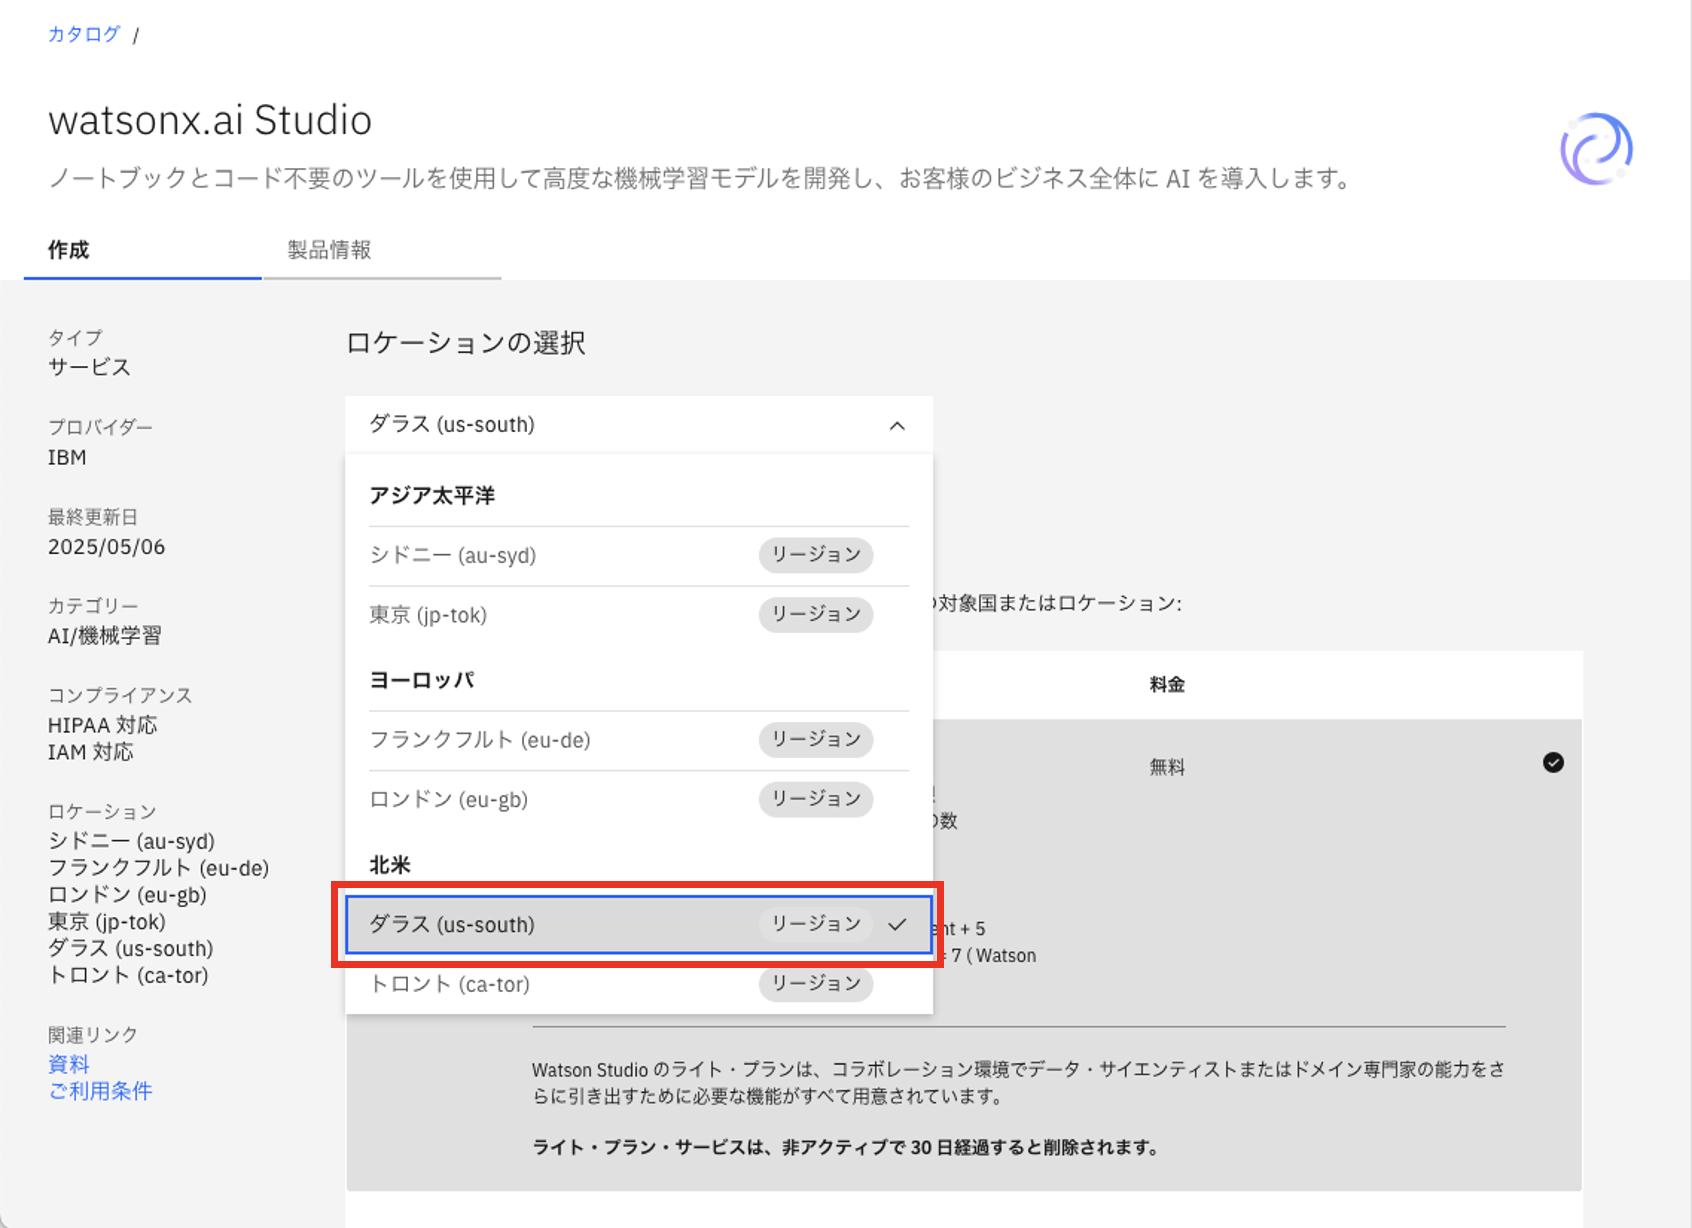 カタログ /
watsonx.ai Studio
ノートブックとコード不要のツールを使用して高度な機械学習モデルを開発し、お客様のビジネス全体に AI を導入します。
作成
製品情報
タイプ
サービス
プロバイダー
IBM
最終更新日
2025/05/06
カテゴリー
AI/機械学習
コンプライアンス
HIPAA 対応
IAM 対応
ロケーション
シドニー (au-syd)
フランクフルト (eu-de)
ロンドン (eu-gb)
東京 (jp-tok)
ダラス (us-south)
トロント (ca-tor)
関連リンク
資料
ご利用条件
ロケーションの選択
ダラス (us-south)
アジア太平洋
シドニー (au-syd) リージョン
東京 (jp-tok) リージョン
ヨーロッパ
フランクフルト (eu-de) リージョン
ロンドン (eu-gb) リージョン
北米
ダラス (us-south) リージョン
トロント (ca-tor) リージョン
対象国またはロケーション:
料金
無料
の数
+ 5
= 7 ( Watson
Watson Studio のライト・プランは、コラボレーション環境でデータ・サイエンティストまたはドメイン専門家の能力をさ
らに引き出すために必要な機能がすべて用意されています。
ライト・プラン・サービスは、非アクティブで 30 日経過すると削除されます。